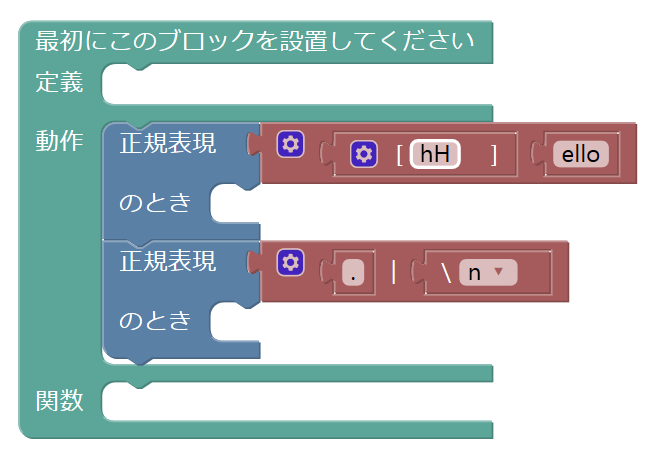 最初にこのブロックを設置してください
定義
動作 正規表現 [ hH ] ello
のとき
正規表現 . | \ n ▼
のとき
関数